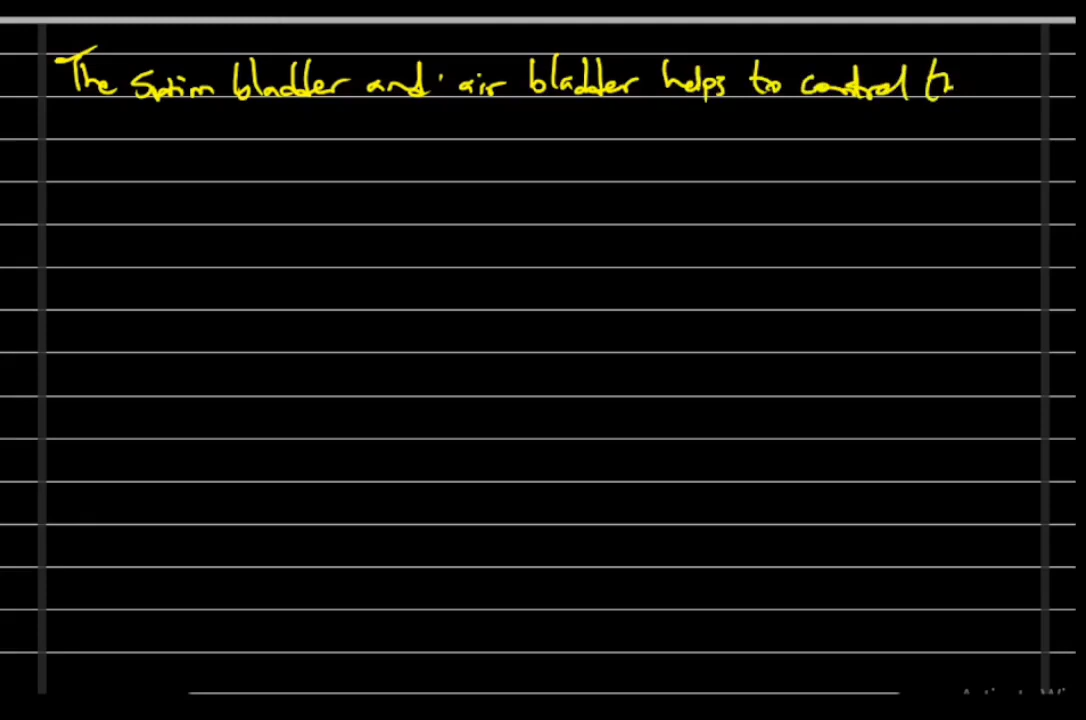 The swim bladder and air bladder helps to control